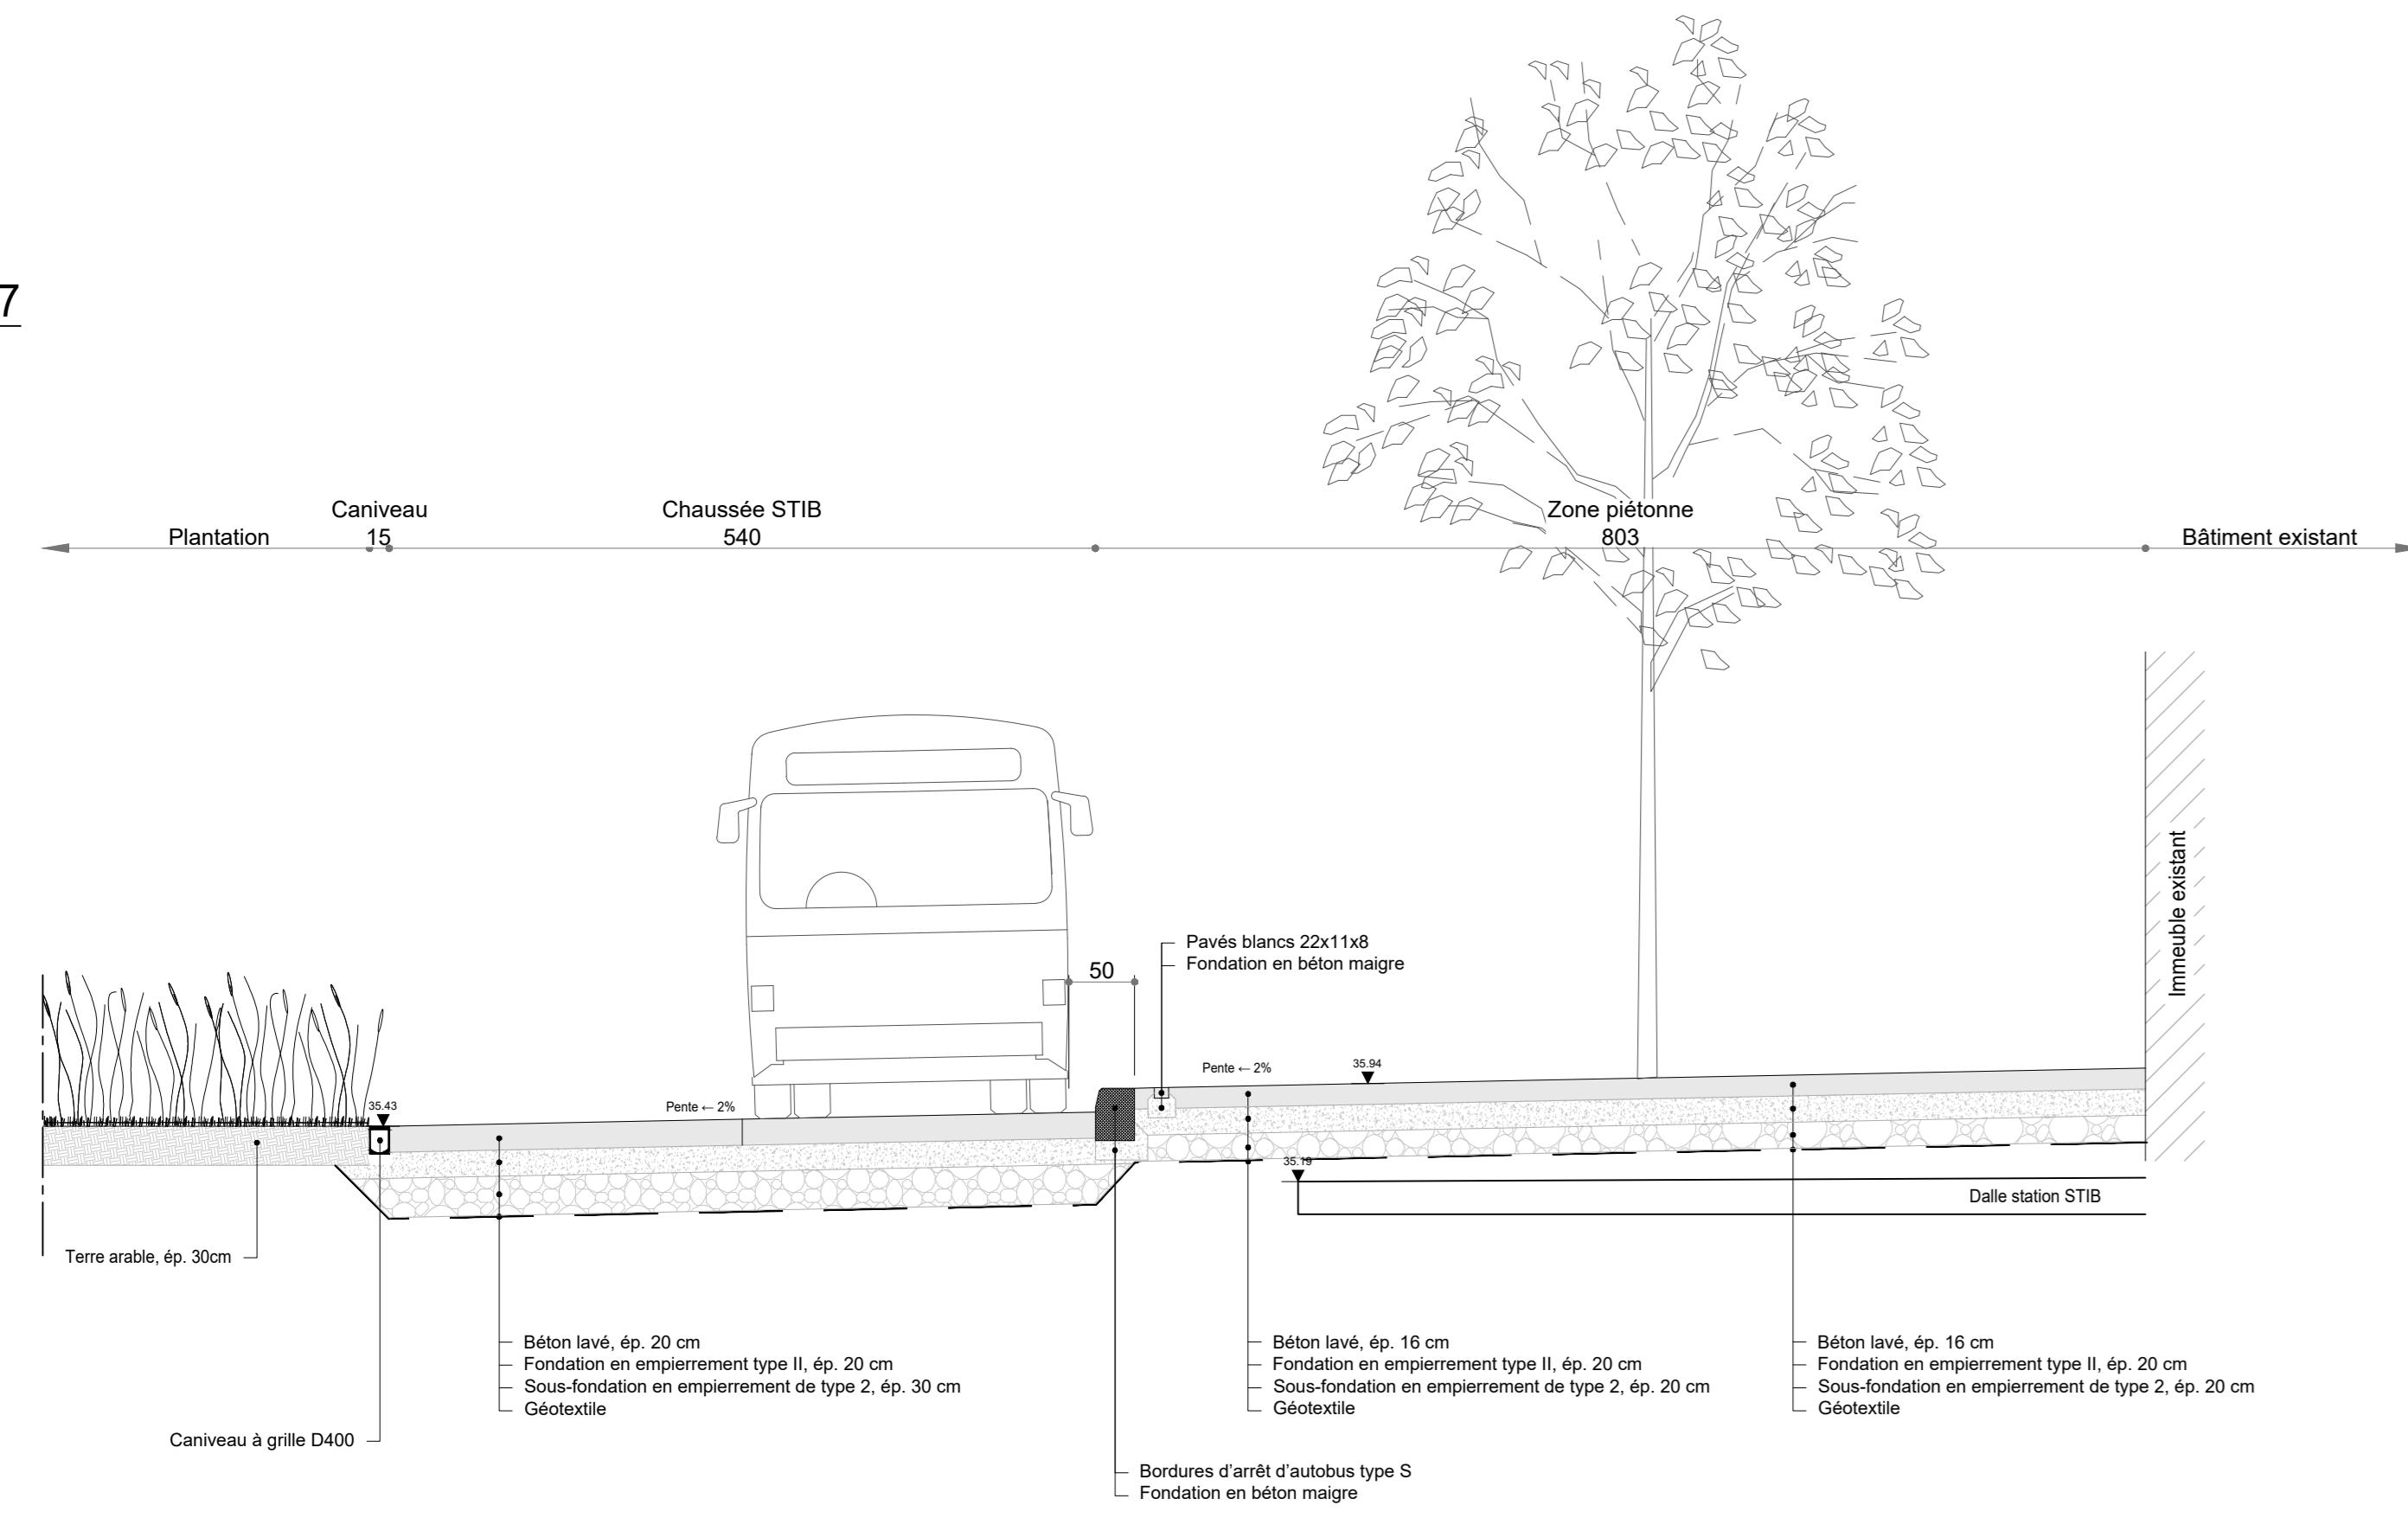 7
Caniveau
Chaussée STIB
Zone piétonne
Plantation
15
540
803
Bâtiment existant
Immeuble existant
Pavés blancs 22x11x8
Fondation en béton maigre
50
35.43
Pente ← 2%
Pente ← 2%
35.94
35.19
Dalle station STIB
Terre arable, ép. 30cm
Béton lavé, ép. 20 cm
Fondation en empierrement type II, ép. 20 cm
Sous-fondation en empierrement de type 2, ép. 30 cm
Géotextile
Béton lavé, ép. 16 cm
Fondation en empierrement type II, ép. 20 cm
Sous-fondation en empierrement de type 2, ép. 20 cm
Géotextile
Béton lavé, ép. 16 cm
Fondation en empierrement type II, ép. 20 cm
Sous-fondation en empierrement de type 2, ép. 20 cm
Géotextile
Caniveau à grille D400
Bordures d’arrêt d’autobus type S
Fondation en béton maigre